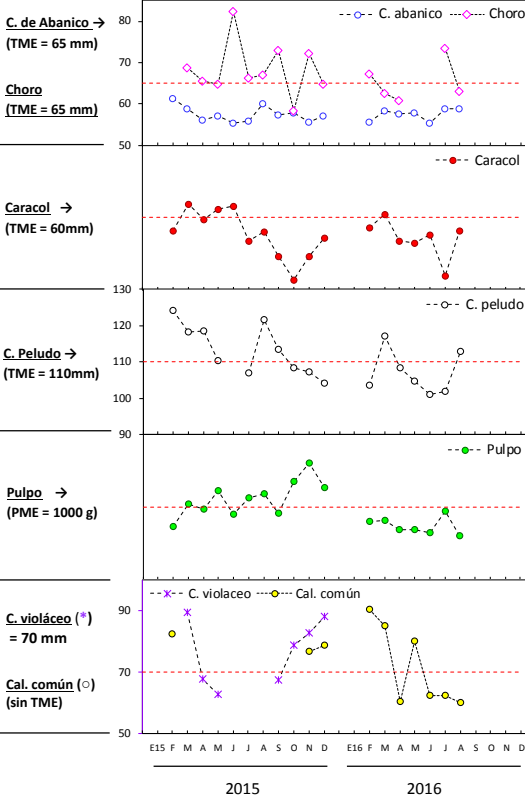 C. de Abanico →
(TME = 65 mm)
Choro
(TME = 65 mm)
80
70
60
50
C. abanico
Choro
Caracol →
(TME = 60mm)
Caracol
C. Peludo →
(TME = 110mm)
130
120
110
100
90
C. peludo
Pulpo →
(PME = 1000 g)
Pulpo
C. violáceo (*)
= 70 mm
Cal. común (○)
(sin TME)
90
70
50
C. violaceo
Cal. común
E15 F M A M J J A S O N D E16 F M A M J J A S O N D
2015 2016